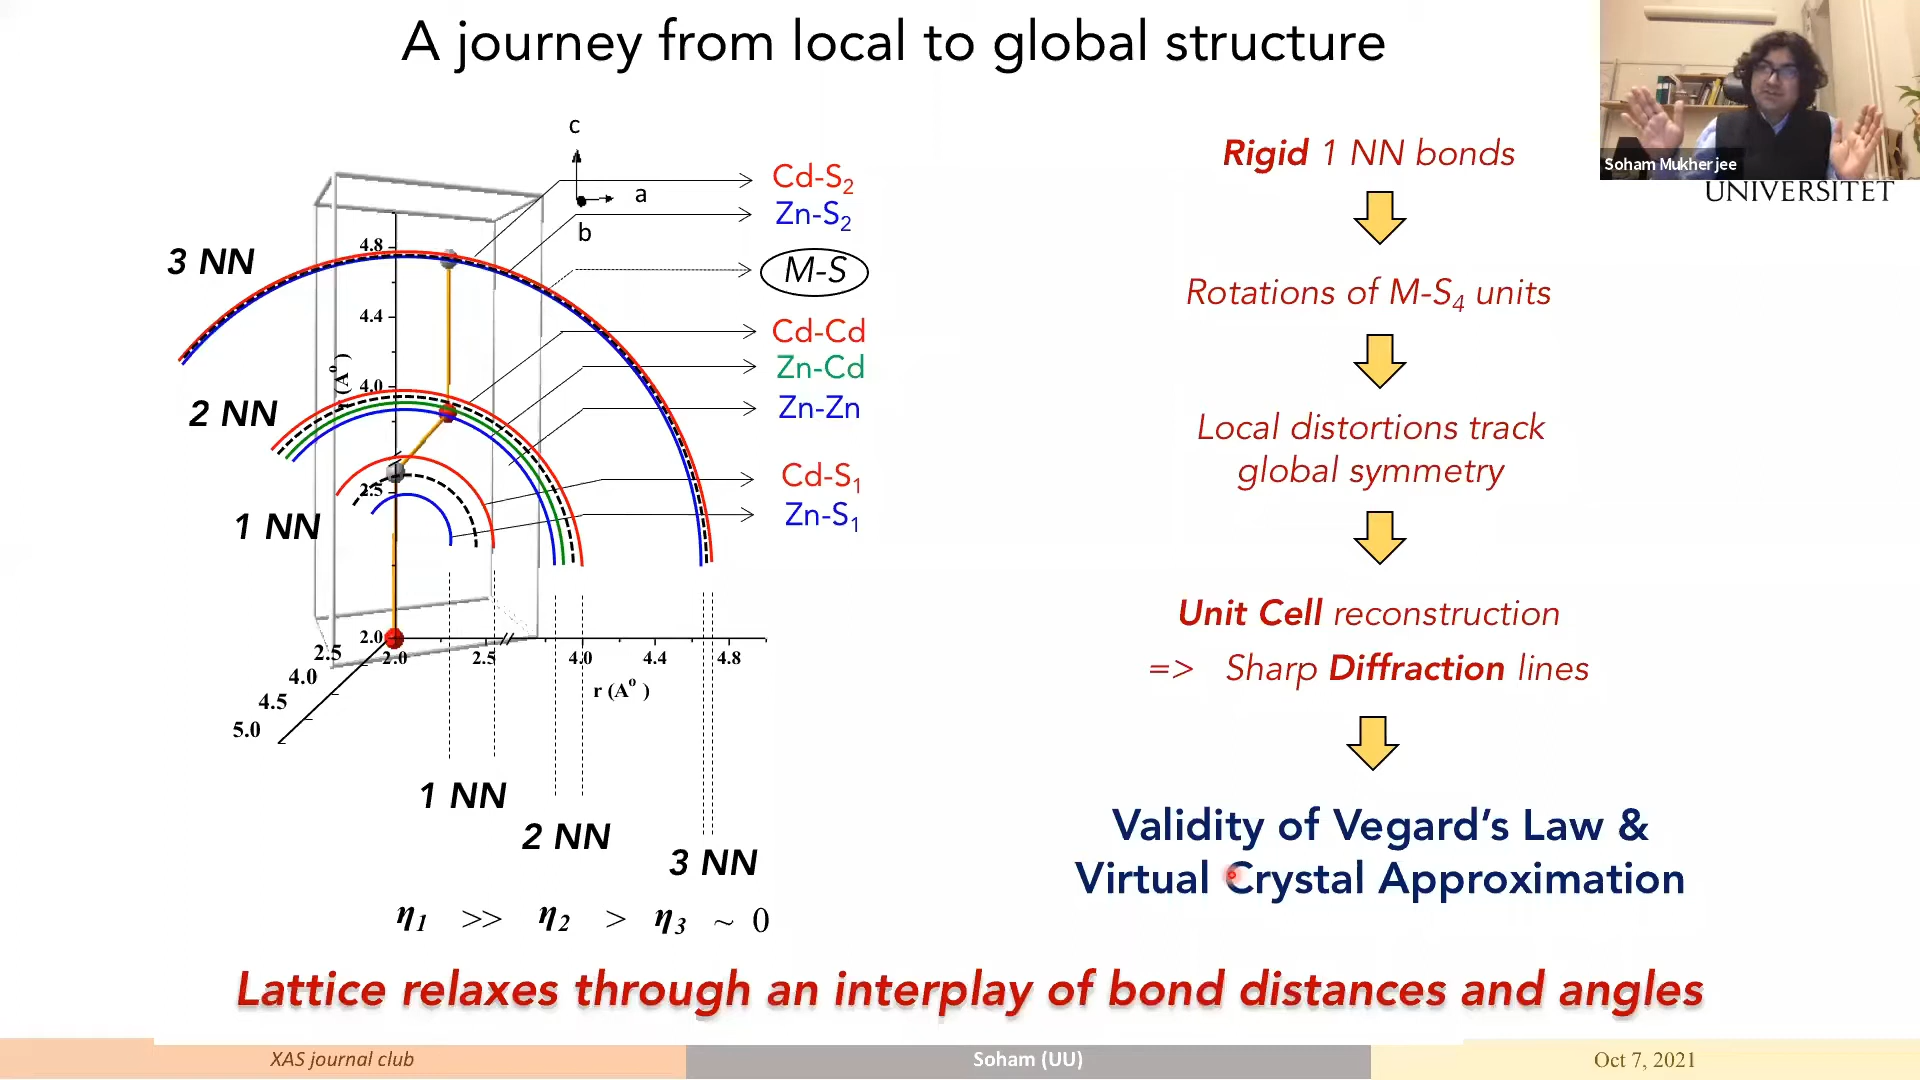 A journey from local to global structure
Soham Mukherjee
UNIVERSITET
c
a
b
Cd-S2
Zn-S2
M-S
Cd-Cd
Zn-Cd
Zn-Zn
Cd-S1
Zn-S1
3 NN
2 NN
1 NN
4.8
4.4
(A°)
4.0
2.5
2.0
2.0
2.5
4.0
4.4
4.8
r (A°)
2.5
4.0
4.5
5.0
1 NN
2 NN
3 NN
η1 >> η2 > η3 ~ 0
Rigid 1 NN bonds
Rotations of M-S4 units
Local distortions track
global symmetry
Unit Cell reconstruction
=> Sharp Diffraction lines
Validity of Vegard's Law &
Virtual Crystal Approximation
Lattice relaxes through an interplay of bond distances and angles
XAS journal club
Soham (UU)
Oct 7, 2021